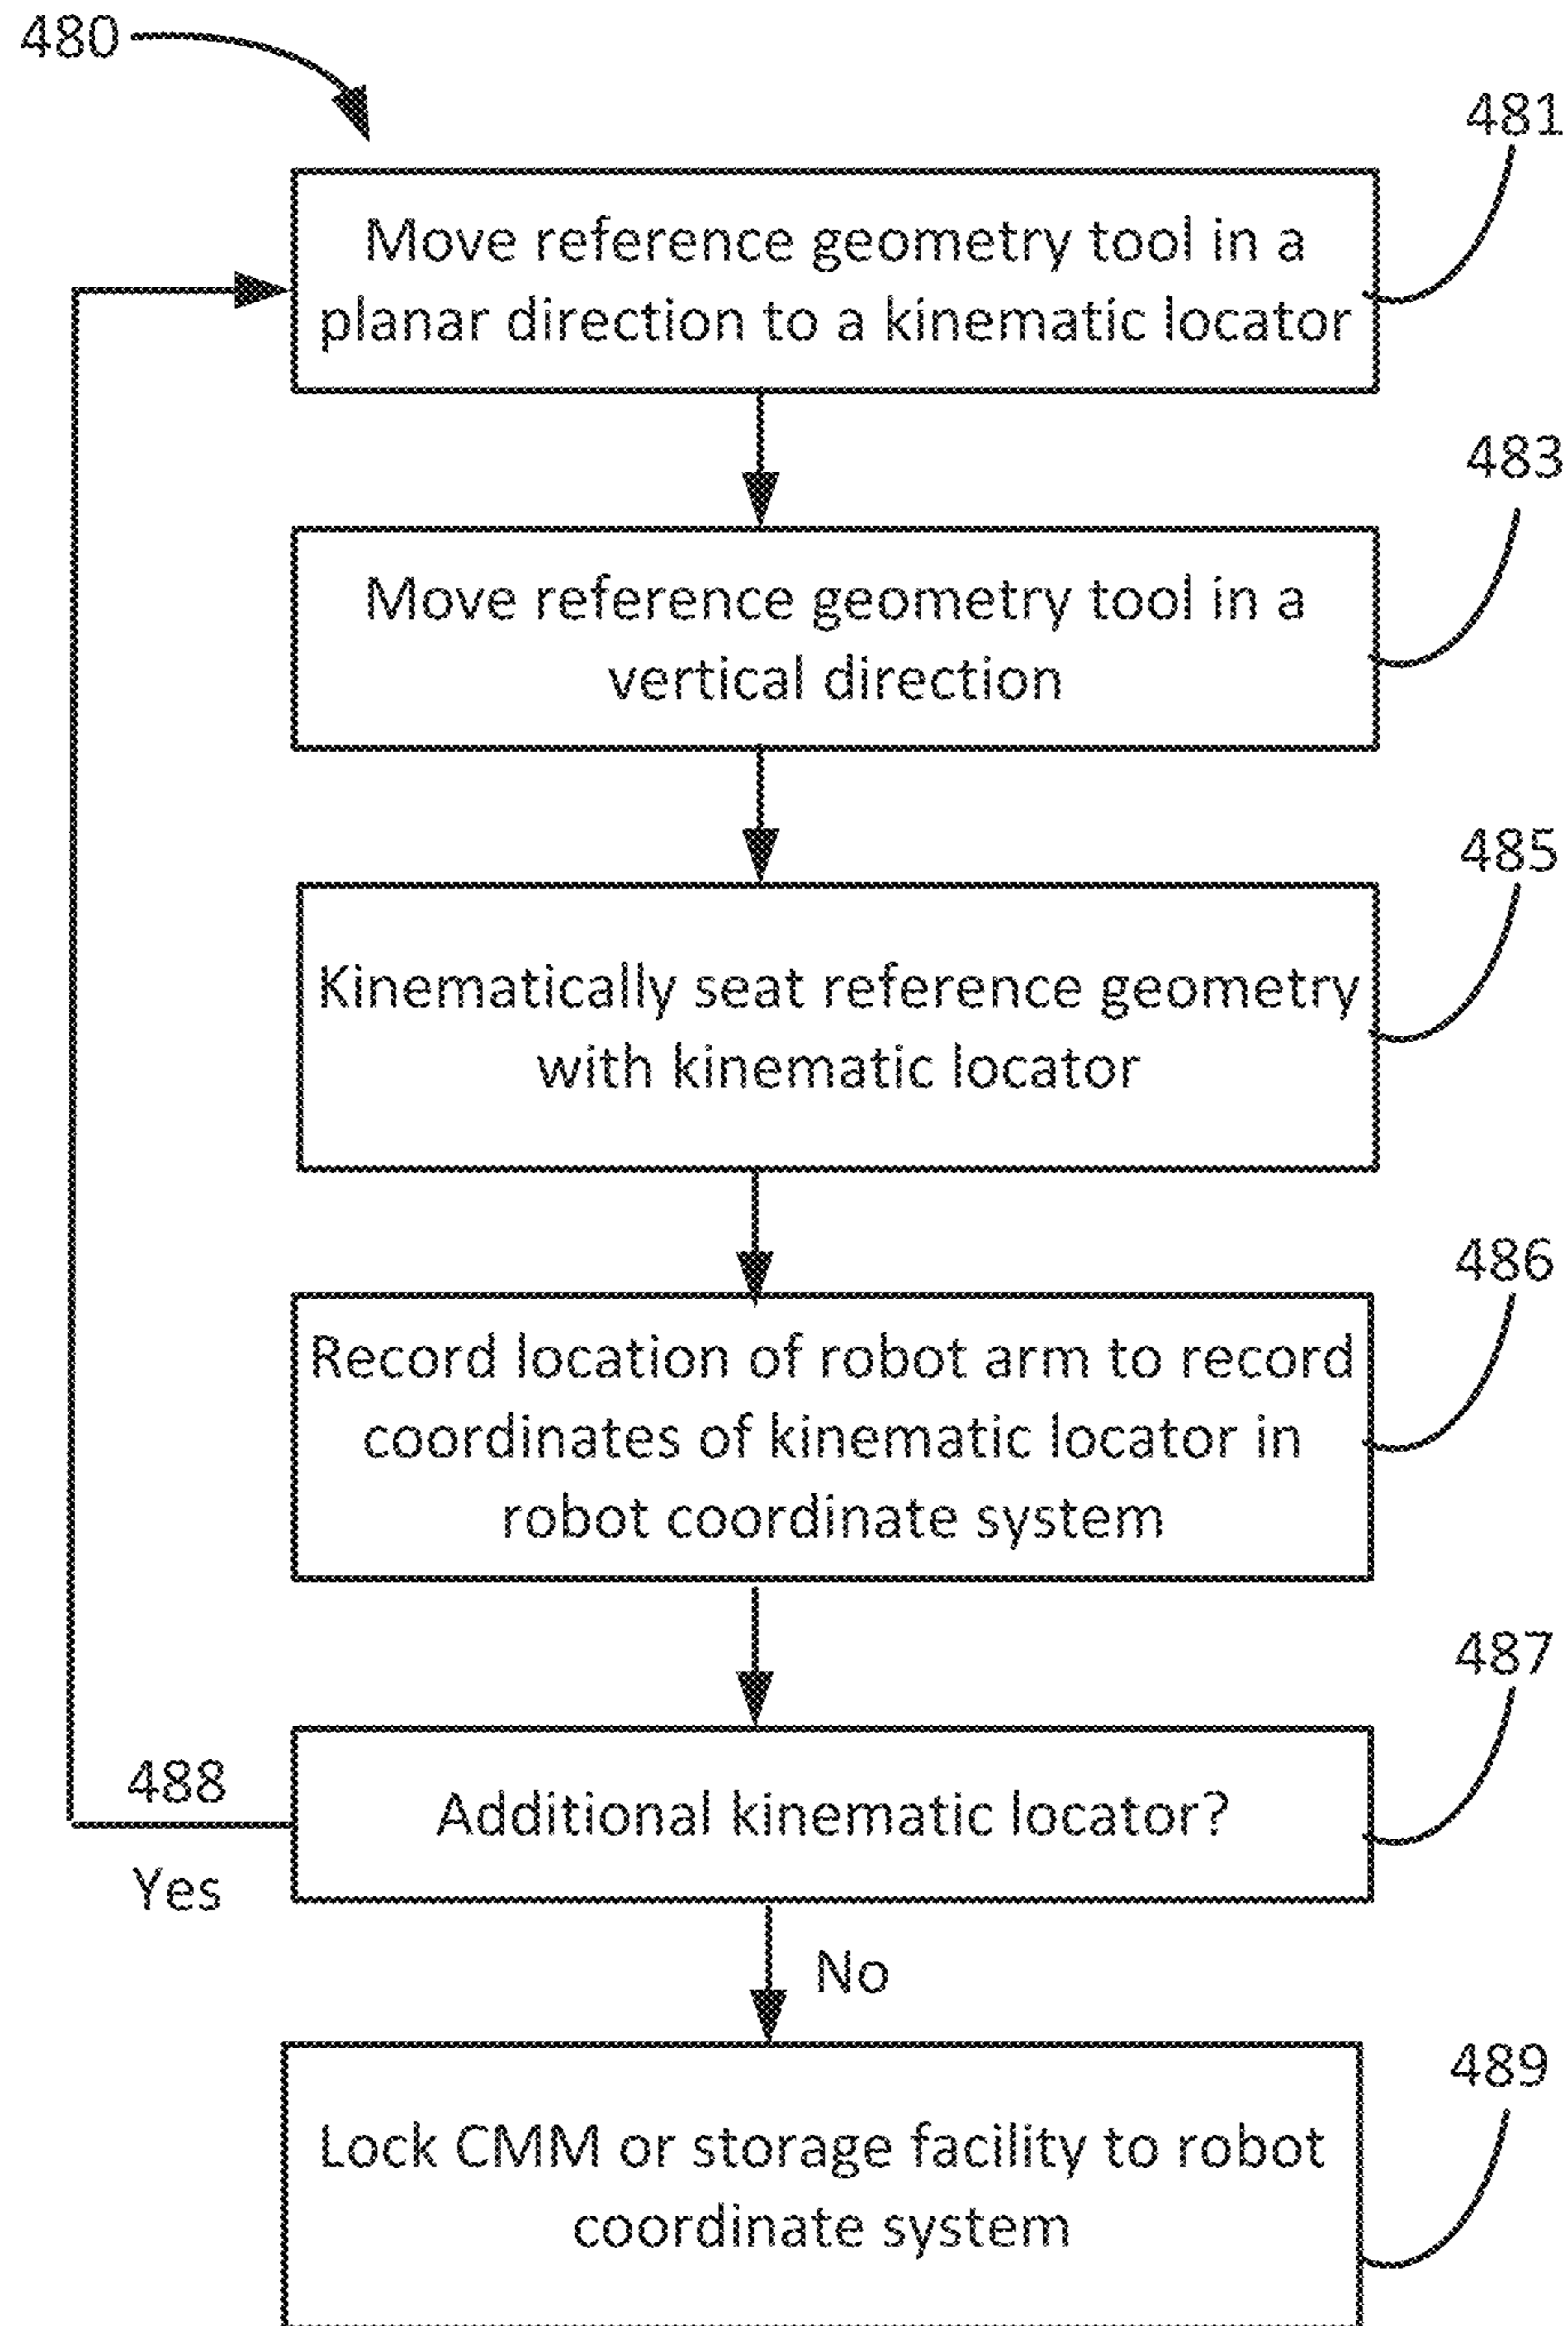 480
481
Move reference geometry tool in a
planar direction to a kinematic locator
483
Move reference geometry tool in a
vertical direction
485
Kinematically seat reference geometry
with kinematic locator
486
Record location of robot arm to record
coordinates of kinematic locator in
robot coordinate system
487
488
Additional kinematic locator?
Yes
No
489
Lock CMM or storage facility to robot
coordinate system